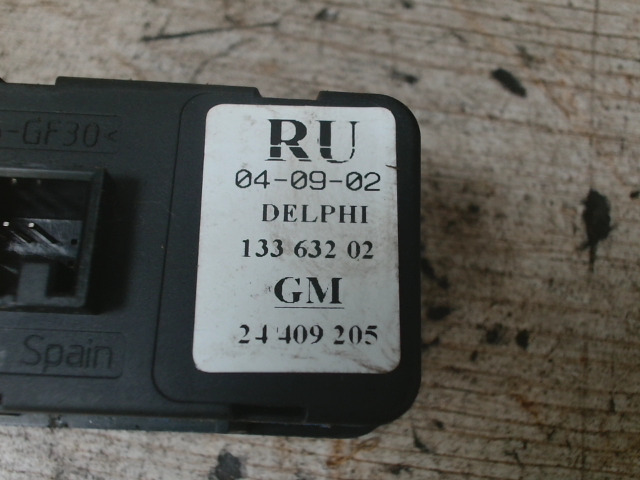 -GF30<
RU
04-09-02
DELPHI
133 632 02
GM
24 409 205
Spain